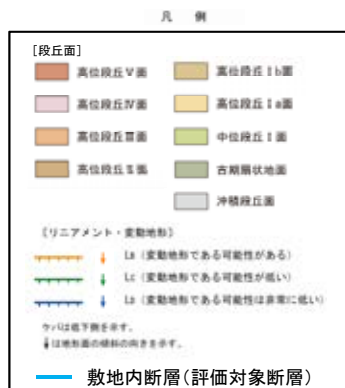 凡 例
[段丘面]
高位段丘Ⅴ面 高位段丘Ⅰb面
高位段丘Ⅳ面 高位段丘Ⅰa面
高位段丘Ⅲ面 中位段丘Ⅰ面
高位段丘Ⅱ面 古期扇状地面
沖積段丘面
[リニアメント・変動地形]
LB (変動地形である可能性がある)
LC (変動地形である可能性が低い)
LD (変動地形である可能性は非常に低い)
ケバは低下側を示す。
は地形面の傾斜の向きを示す。
敷地内断層(評価対象断層)